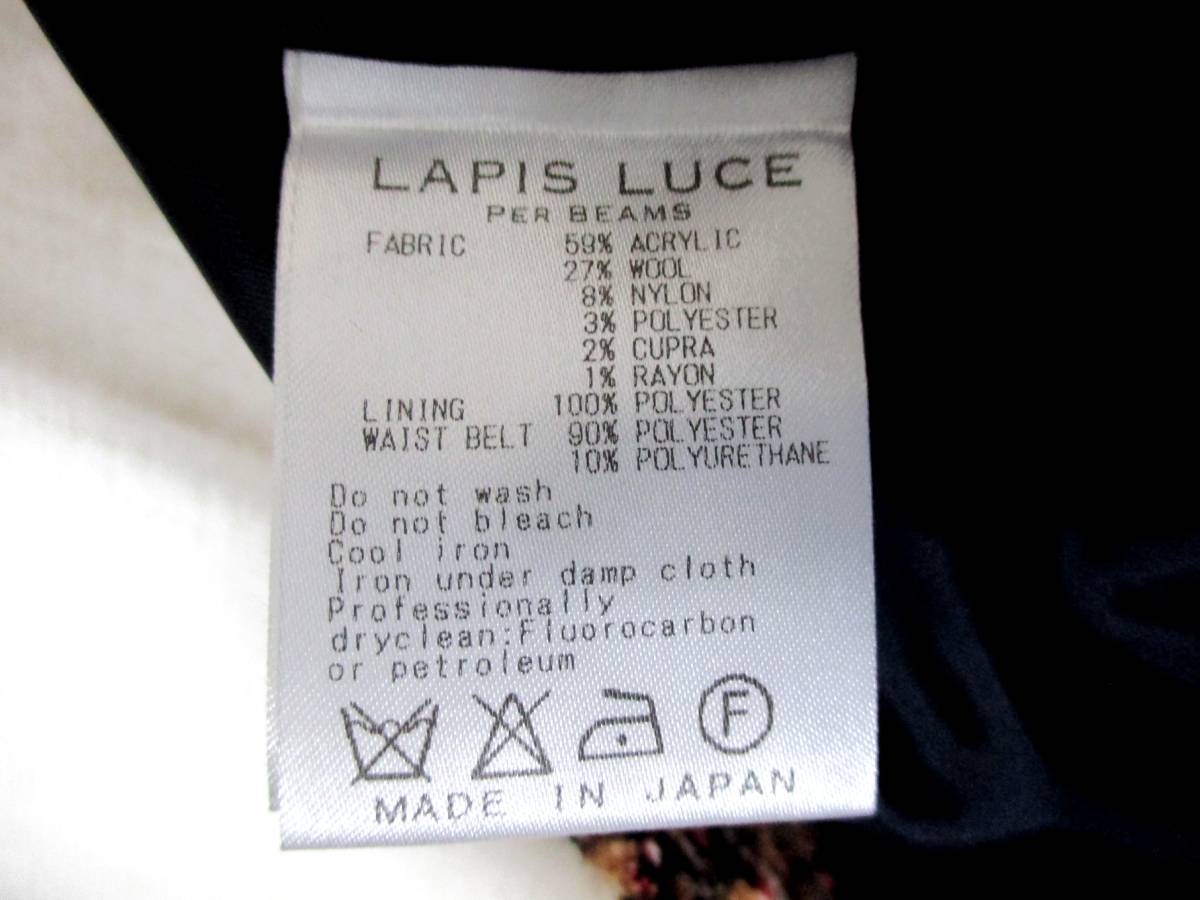 LAPIS LUCE
PER BEAMS
FABRIC 59% ACRYLIC
27% WOOL
8% NYLON
3% POLYESTER
2% CUPRA
1% RAYON
LINING 100% POLYESTER
WAIST BELT 90% POLYESTER
10% POLYURETHANE
Do not wash
Do not bleach
Cool iron
Iron under damp cloth
Professionally
dryclean:Fluorocarbon
or petroleum
F
MADE IN JAPAN